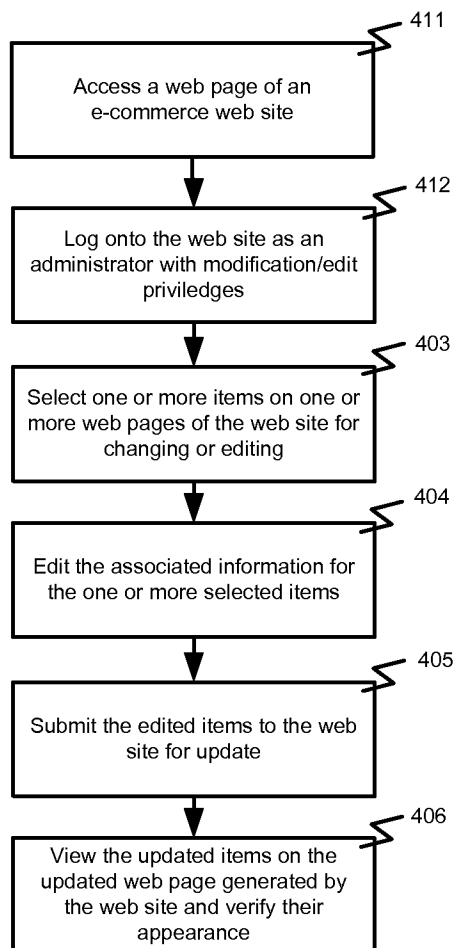 411
Access a web page of an
e-commerce web site
412
Log onto the web site as an
administrator with modification/edit
priviledges
403
Select one or more items on one or
more web pages of the web site for
changing or editing
404
Edit the associated information for
the one or more selected items
405
Submit the edited items to the web
site for update
406
View the updated items on the
updated web page generated by
the web site and verify their
appearance